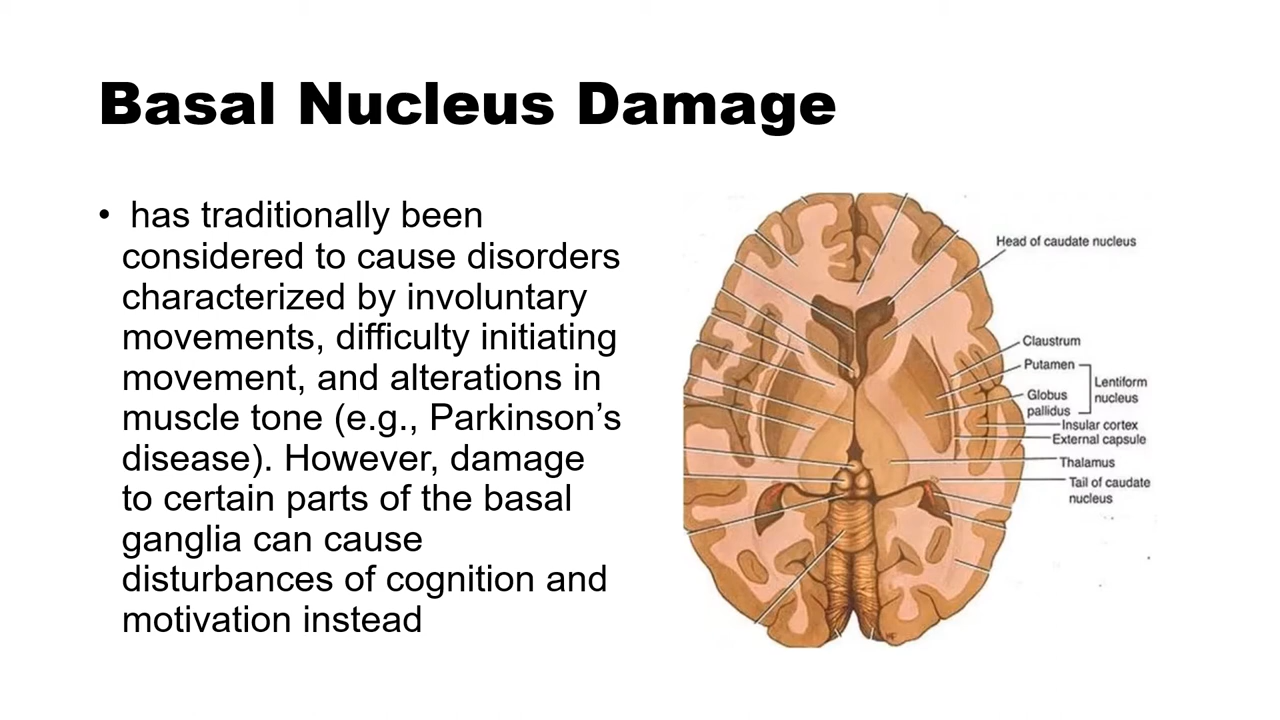 Basal Nucleus Damage
• has traditionally been
considered to cause disorders
characterized by involuntary
movements, difficulty initiating
movement, and alterations in
muscle tone (e.g., Parkinson’s
disease). However, damage
to certain parts of the basal
ganglia can cause
disturbances of cognition and
motivation instead
Head of caudate nucleus
Claustrum
Putamen
Globus
pallidus
Lentiform
nucleus
Insular cortex
External capsule
Thalamus
Tail of caudate
nucleus